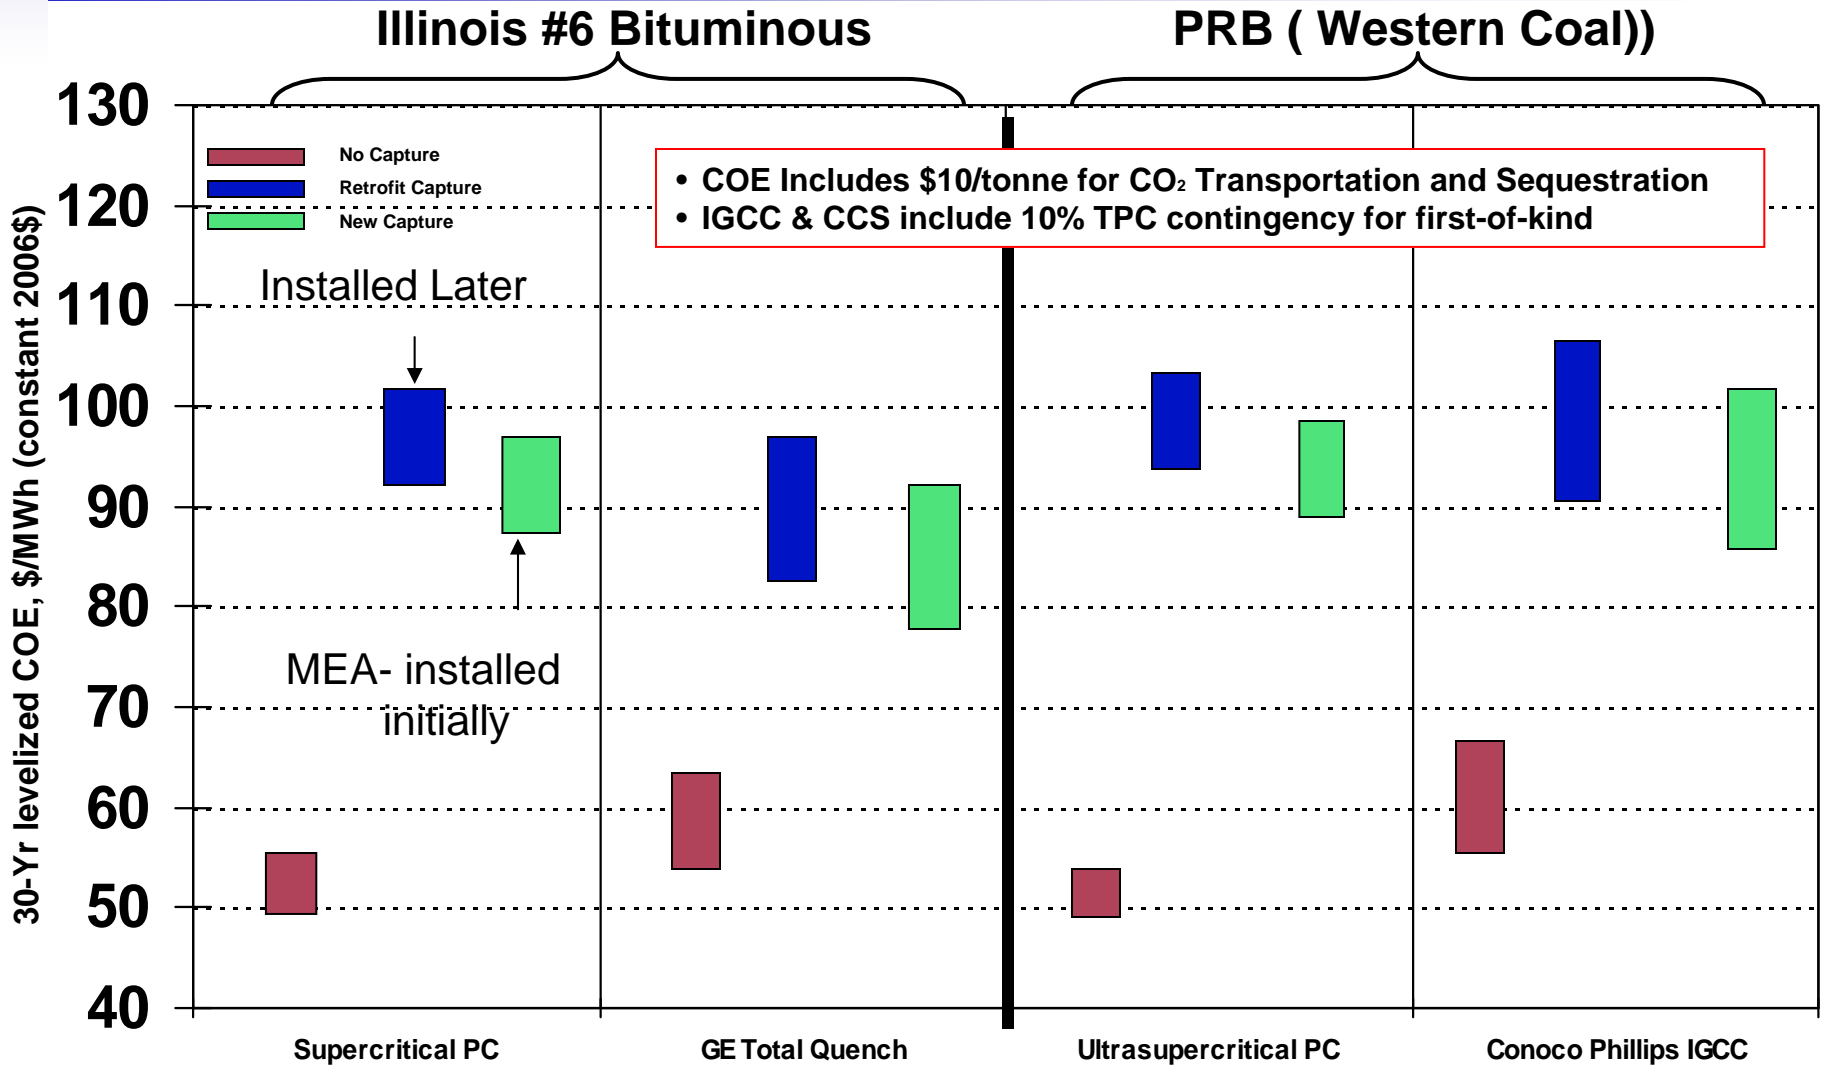 Illinois #6 Bituminous
PRB ( Western Coal))
30-Yr levelized COE, $/MWh (constant 2006$)
130
120
110
100
90
80
70
60
50
40
No Capture
Retrofit Capture
New Capture
• COE Includes $10/tonne for CO₂ Transportation and Sequestration
• IGCC & CCS include 10% TPC contingency for first-of-kind
Installed Later
MEA- installed
initially
Supercritical PC
GE Total Quench
Ultrasupercritical PC
Conoco Phillips IGCC